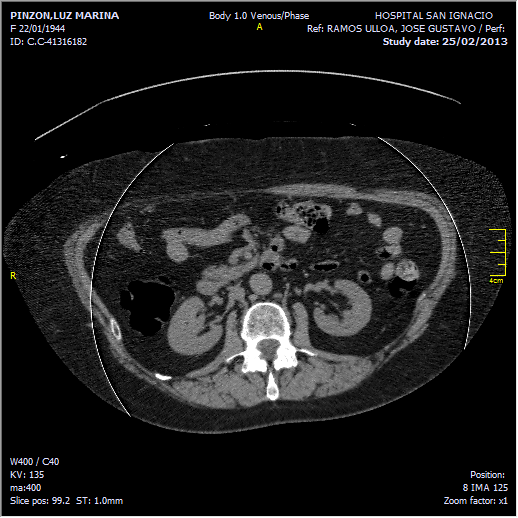 PINZON,LUZ MARINA
F 22/01/1944
ID: C.C-41316182
Body 1.0 Venous/Phase
A
HOSPITAL SAN IGNACIO
Ref: RAMOS ULLOA, JOSE GUSTAVO / Perf:
Study date: 25/02/2013
R
4cm
W400 / C40
KV: 135
ma:400
Slice pos: 99.2 ST: 1.0mm
Position:
8 IMA 125
Zoom factor: x1